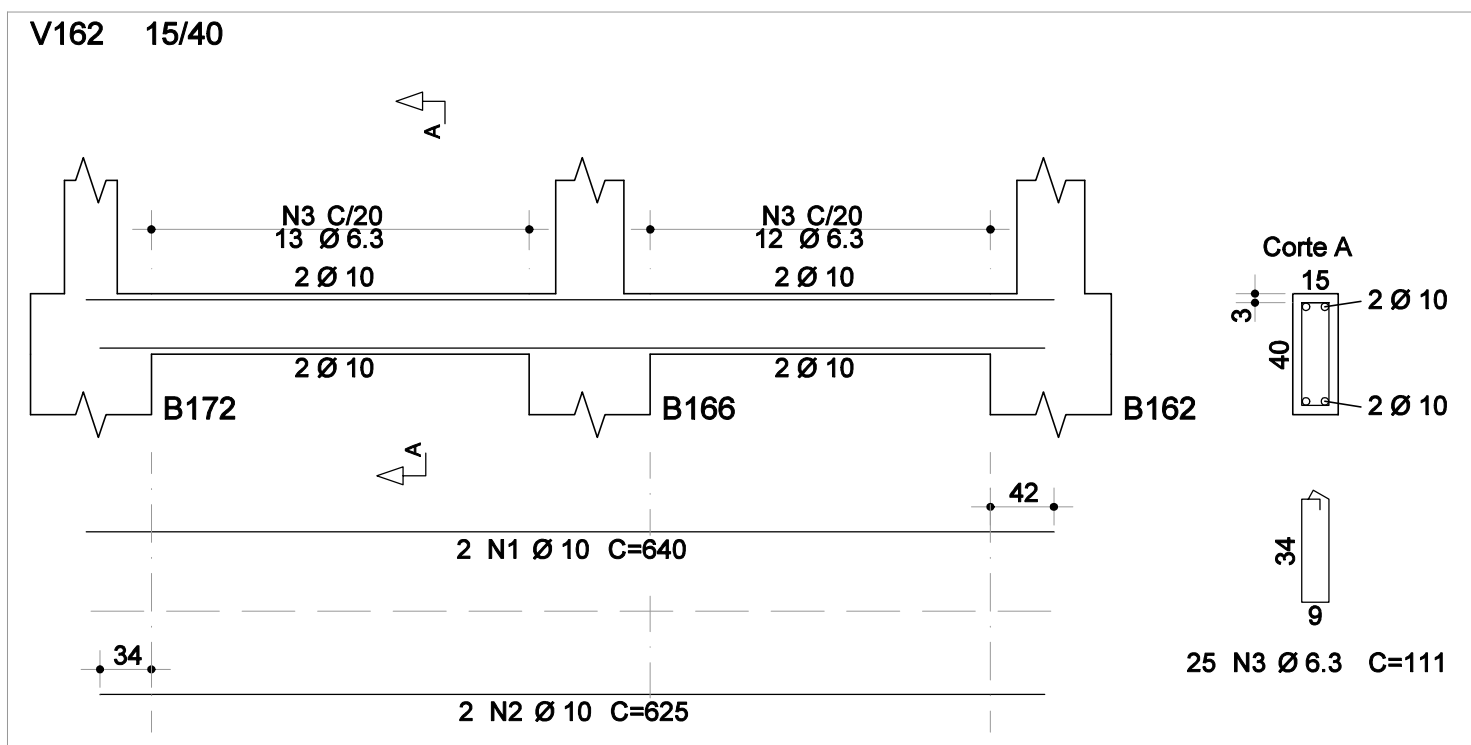 V162 15/40
A
N3 C/20
13 Ø 6.3
2 Ø 10
N3 C/20
12 Ø 6.3
2 Ø 10
2 Ø 10
2 Ø 10
B172
B166
B162
A
Corte A
15
3
40
2 Ø 10
2 Ø 10
42
2 N1 Ø 10 C=640
34
2 N2 Ø 10 C=625
34
9
25 N3 Ø 6.3 C=111